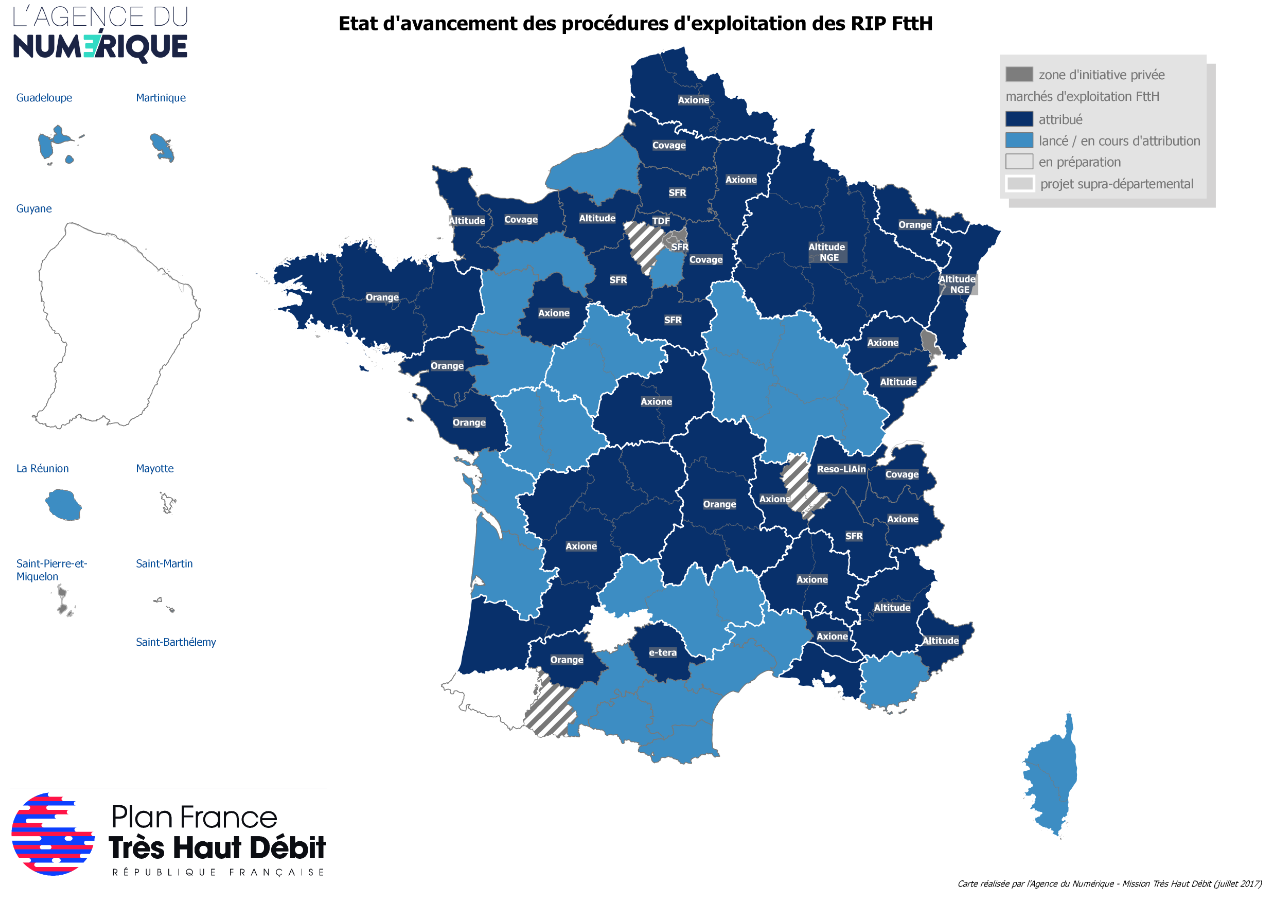 L'AGENCE DU
NUMERIQUE
Etat d'avancement des procédures d'exploitation des RIP FttH
zone d'initiative privée
marchés d'exploitation FttH
attribué
lancé / en cours d'attribution
en préparation
projet supra-départemental
Guadeloupe
Martinique
Guyane
La Réunion
Mayotte
Saint-Pierre-et-
Miquelon
Saint-Martin
Saint-Barthélemy
Axione
Covage
Axione
SFR
Altitude
Covage
Altitude
TDF
SFR
Covage
Orange
Altitude
NGE
Altitude
NGE
Orange
SFR
Axione
SFR
Axione
Altitude
Orange
Axione
Orange
Reso-LIAin
Covage
Axione
Orange
Axione
SFR
Axione
Axione
Altitude
Axione
Altitude
e-tera
Orange
Plan France
Très Haut Débit
RÉPUBLIQUE FRANÇAISE
Carte réalisée par l'Agence du Numérique - Mission Très Haut Débit (juillet 2017)